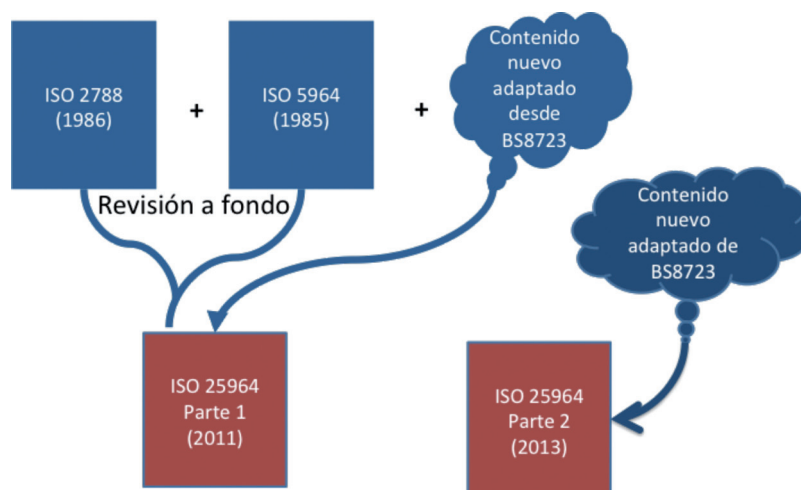 ISO 2788
(1986)
+
ISO 5964
(1985)
+
Contenido
nuevo
adaptado
desde
BS8723
Revisión a fondo
Contenido
nuevo
adaptado de
BS8723
ISO 25964
Parte 1
(2011)
ISO 25964
Parte 2
(2013)